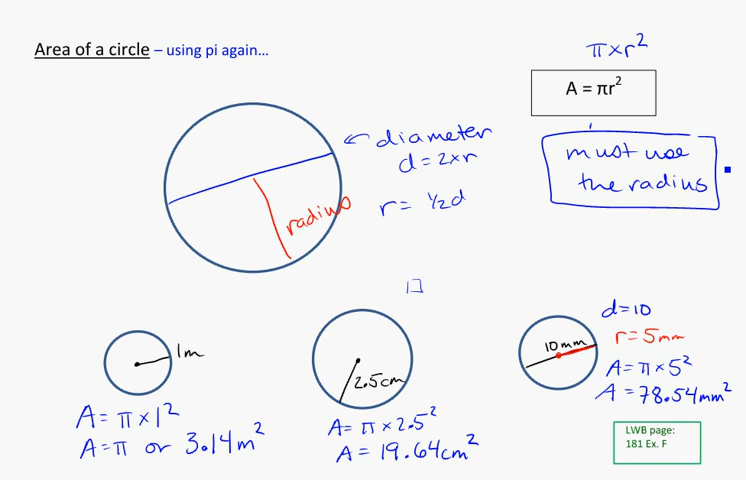 Area of a circle – using pi again...
π×r²
A = πr²
must use
the radius
diameter
d=2×r
r= ½d
radius
1m
A=π×1²
A=π or 3.14m²
2.5cm
A=π×2.5²
A=19.64cm²
10mm
d=10
r=5mm
A=π×5²
A=78.54mm²
LWB page:
181 Ex. F